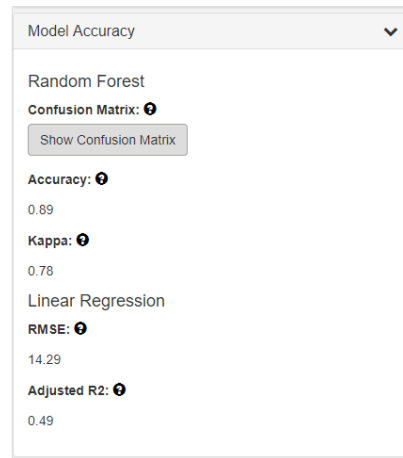 Model Accuracy
Random Forest
Confusion Matrix: ?
Show Confusion Matrix
Accuracy: ?
0.89
Kappa: ?
0.78
Linear Regression
RMSE: ?
14.29
Adjusted R2: ?
0.49